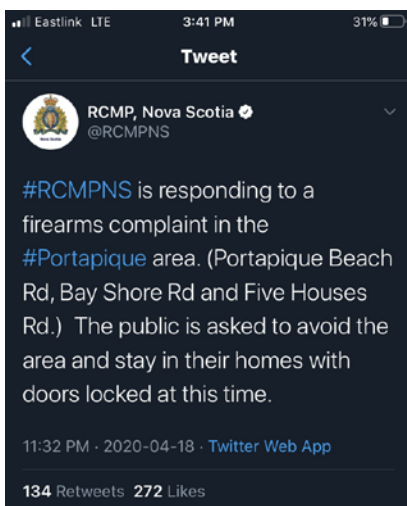 Eastlink LTE 3:41 PM 31%
Tweet
RCMP, Nova Scotia
@RCMPNS
#RCMPNS is responding to a
firearms complaint in the
#Portapique area. (Portapique Beach
Rd, Bay Shore Rd and Five Houses
Rd.) The public is asked to avoid the
area and stay in their homes with
doors locked at this time.
11:32 PM · 2020-04-18 · Twitter Web App
134 Retweets 272 Likes